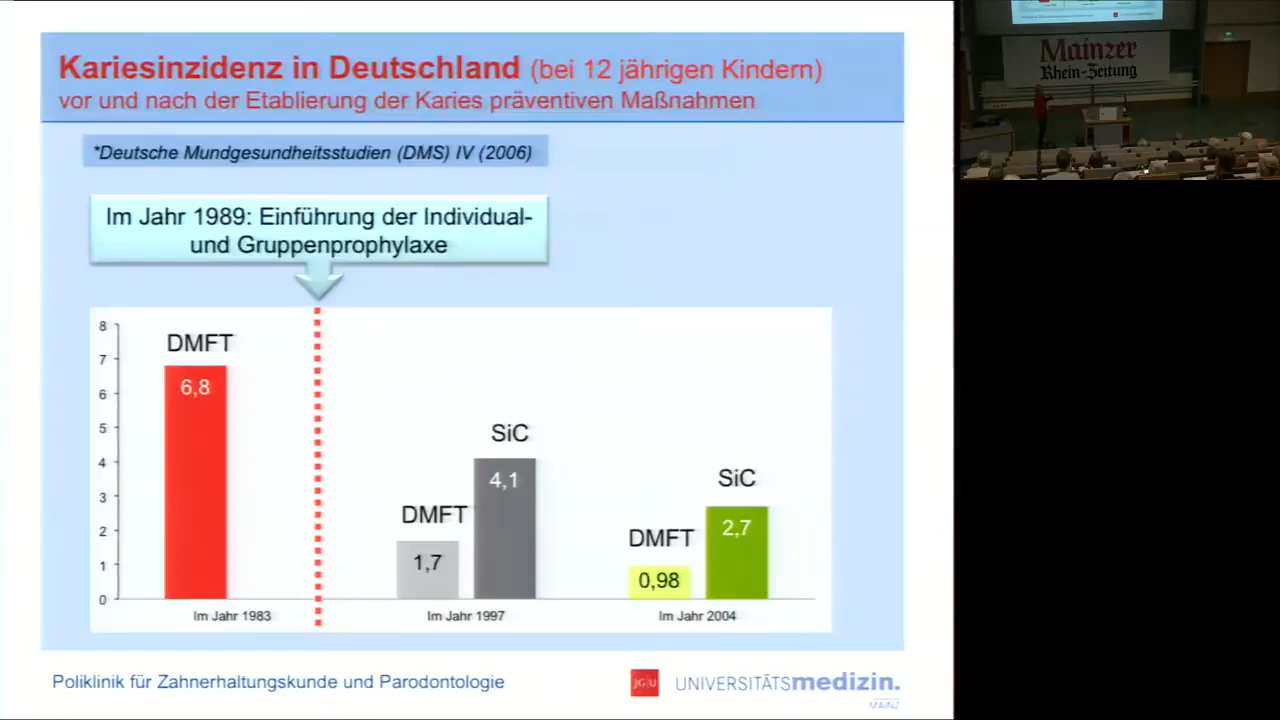 Kariesinzidenz in Deutschland (bei 12 jährigen Kindern)
vor und nach der Etablierung der Karies präventiven Maßnahmen
*Deutsche Mundgesundheitsstudien (DMS) IV (2006)
Im Jahr 1989: Einführung der Individual-
und Gruppenprophylaxe
8
7
6
5
4
3
2
1
0
DMFT
6,8
DMFT
1,7
SiC
4,1
DMFT
0,98
SiC
2,7
Im Jahr 1983
Im Jahr 1997
Im Jahr 2004
Poliklinik für Zahnerhaltungskunde und Parodontologie
JG|U
UNIVERSITÄTSmedizin.
MAINZ
Mainzer
Rhein-Zeitung